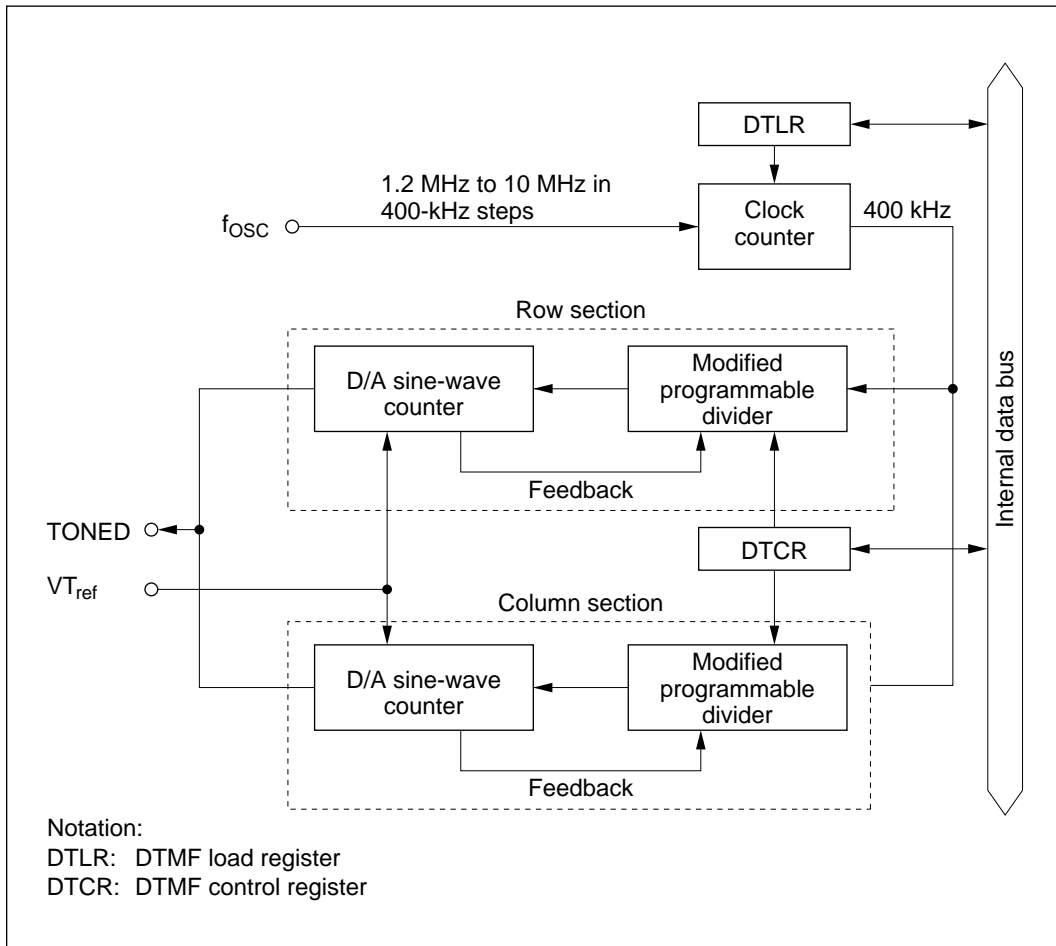 DTLR
1.2 MHz to 10 MHz in
400-kHz steps
fOSC
Clock
counter
400 kHz
Row section
D/A sine-wave
counter
Modified
programmable
divider
Feedback
Internal data bus
TONED
DTCR
VTref
Column section
D/A sine-wave
counter
Modified
programmable
divider
Feedback
Notation:
DTLR: DTMF load register
DTCR: DTMF control register